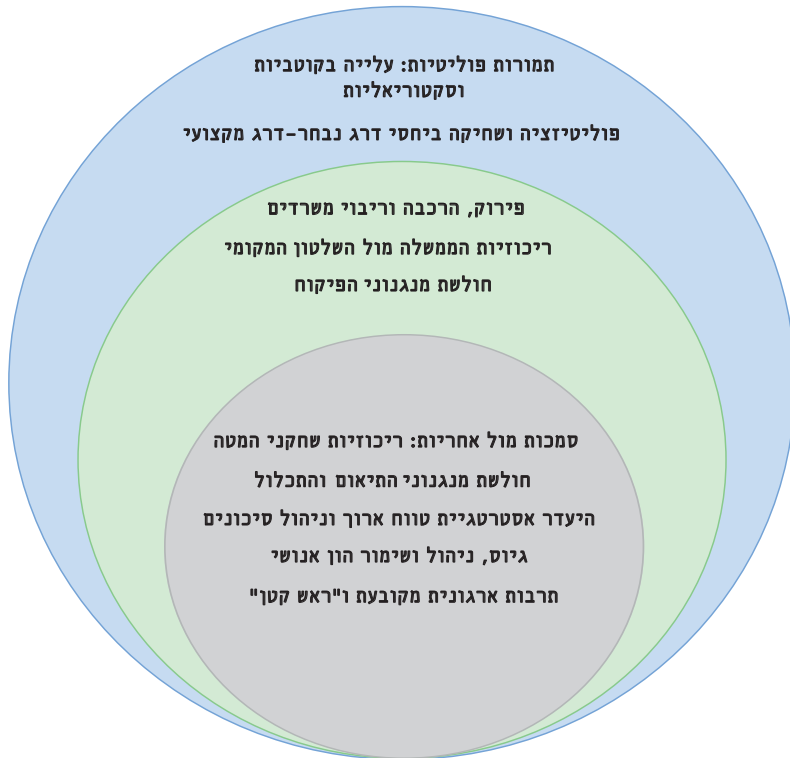 תמורות פוליטיות: עלייה בקוטביות
וסקטוריאליות
פוליטיזציה ושחיקה ביחסי דרג נבחר-דרג מקצועי
פירוק, הרכבה וריבוי משרדים
ריכוזיות הממשלה מול השלטון המקומי
חולשת מנגנוני הפיקוח
סמכות מול אחריות: ריכוזיות שחקני המטה
חולשת מנגנוני התיאום והתכלול
היעדר אסטרטגיית טווח ארוך וניהול סיכונים
גיוס, ניהול ושימור הון אנושי
תרבות ארגונית מקובעת ו"ראש קטן"